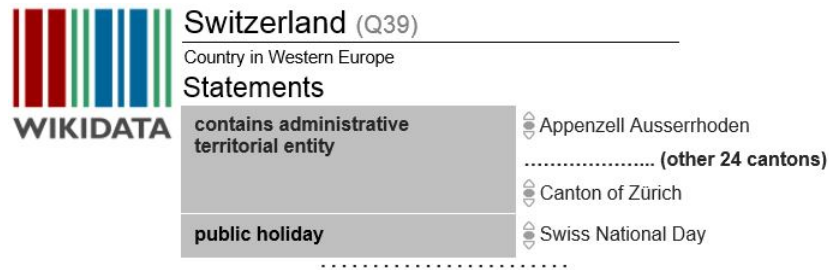 WIKIDATA
Switzerland (Q39)
Country in Western Europe
Statements
contains administrative
territorial entity
Appenzell Ausserrhoden
.................... (other 24 cantons)
Canton of Zürich
public holiday
Swiss National Day
. . . . . . . . . . . . . . . . . . . . . . . .